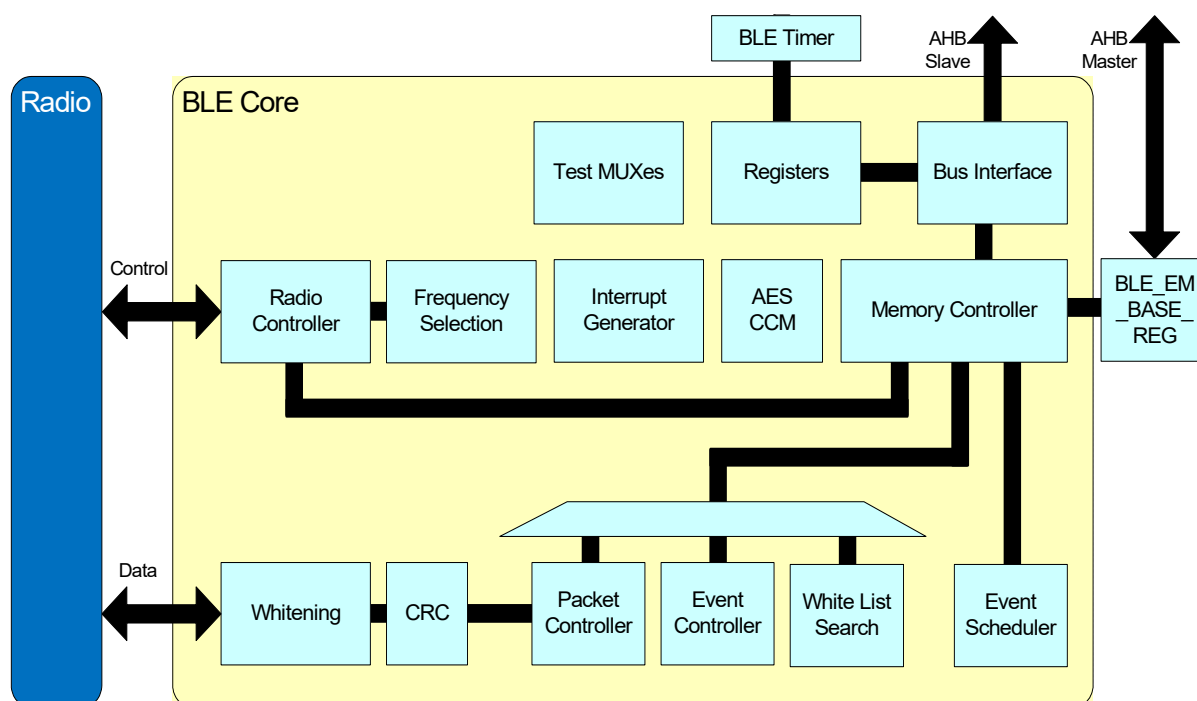 BLE Timer
AHB
Slave
AHB
Master
Radio
BLE Core
Test MUXes
Registers
Bus Interface
Control
Radio
Controller
Frequency
Selection
Interrupt
Generator
AES
CCM
Memory Controller
BLE_EM
_BASE_
REG
Data
Whitening
CRC
Packet
Controller
Event
Controller
White List
Search
Event
Scheduler